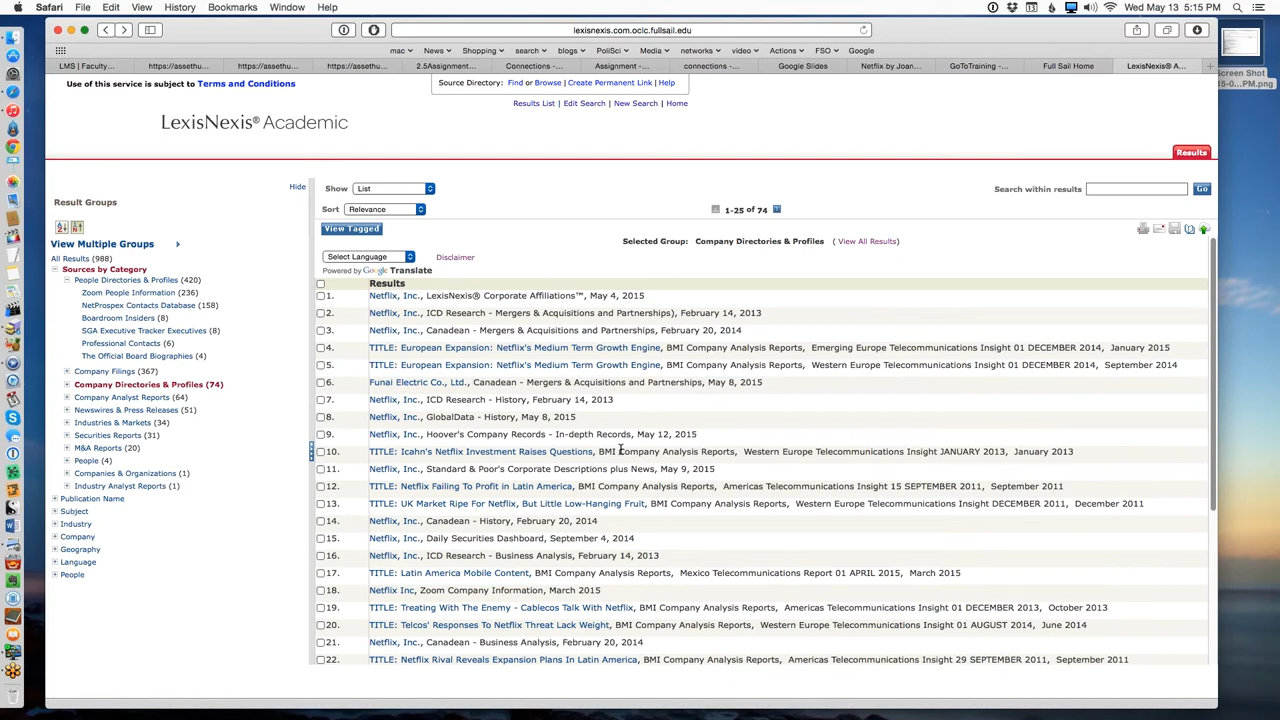 Safari File Edit View History Bookmarks Window Help Wed May 13 5:15 PM
lexisnexis.com.oclc.fullsail.edu
mac News Shopping search blogs PoliSci Media networks video Actions FSO Google
LMS | Faculty... https://assethu... https://assethu... https://assethu... 2.5Assignment... Connections -... Assignment -... connections -... Google Slides Netflix by Joan... GoToTraining -... Full Sail Home LexisNexis® A...
Screen Shot
15-0...PM.png
Use of this service is subject to Terms and Conditions
Source Directory: Find or Browse | Create Permanent Link | Help
Results List | Edit Search | New Search | Home
LexisNexis® Academic
Results
Hide
Result Groups
View Multiple Groups
All Results (988)
Sources by Category
People Directories & Profiles (420)
Zoom People Information (236)
NetProspex Contacts Database (158)
Boardroom Insiders (8)
SGA Executive Tracker Executives (8)
Professional Contacts (6)
The Official Board Biographies (4)
Company Filings (367)
Company Directories & Profiles (74)
Company Analyst Reports (64)
Newswires & Press Releases (51)
Industries & Markets (34)
Securities Reports (31)
M&A Reports (20)
People (4)
Companies & Organizations (1)
Industry Analyst Reports (1)
Publication Name
Subject
Industry
Company
Geography
Language
People
Show List
Sort Relevance
1-25 of 74
Search within results Go
View Tagged
Selected Group: Company Directories & Profiles ( View All Results)
Select Language Disclaimer
Powered by Google Translate
Results
1. Netflix, Inc., LexisNexis® Corporate Affiliations™, May 4, 2015
2. Netflix, Inc., ICD Research - Mergers & Acquisitions and Partnerships), February 14, 2013
3. Netflix, Inc., Canadean - Mergers & Acquisitions and Partnerships, February 20, 2014
4. TITLE: European Expansion: Netflix's Medium Term Growth Engine, BMI Company Analysis Reports, Emerging Europe Telecommunications Insight 01 DECEMBER 2014, January 2015
5. TITLE: European Expansion: Netflix's Medium Term Growth Engine, BMI Company Analysis Reports, Western Europe Telecommunications Insight 01 DECEMBER 2014, September 2014
6. Funai Electric Co., Ltd., Canadean - Mergers & Acquisitions and Partnerships, May 8, 2015
7. Netflix, Inc., ICD Research - History, February 14, 2013
8. Netflix, Inc., GlobalData - History, May 8, 2015
9. Netflix, Inc., Hoover's Company Records - In-depth Records, May 12, 2015
10. TITLE: Icahn's Netflix Investment Raises Questions, BMI Company Analysis Reports, Western Europe Telecommunications Insight JANUARY 2013, January 2013
11. Netflix, Inc., Standard & Poor's Corporate Descriptions plus News, May 9, 2015
12. TITLE: Netflix Failing To Profit in Latin America, BMI Company Analysis Reports, Americas Telecommunications Insight 15 SEPTEMBER 2011, September 2011
13. TITLE: UK Market Ripe For Netflix, But Little Low-Hanging Fruit, BMI Company Analysis Reports, Western Europe Telecommunications Insight DECEMBER 2011, December 2011
14. Netflix, Inc., Canadean - History, February 20, 2014
15. Netflix, Inc., Daily Securities Dashboard, September 4, 2014
16. Netflix, Inc., ICD Research - Business Analysis, February 14, 2013
17. TITLE: Latin America Mobile Content, BMI Company Analysis Reports, Mexico Telecommunications Report 01 APRIL 2015, March 2015
18. Netflix Inc, Zoom Company Information, March 2015
19. TITLE: Treating With The Enemy - Cablecos Talk With Netflix, BMI Company Analysis Reports, Americas Telecommunications Insight 01 DECEMBER 2013, October 2013
20. TITLE: Telcos' Responses To Netflix Threat Lack Weight, BMI Company Analysis Reports, Western Europe Telecommunications Insight 01 AUGUST 2014, June 2014
21. Netflix, Inc., Canadean - Business Analysis, February 20, 2014
22. TITLE: Netflix Rival Reveals Expansion Plans In Latin America, BMI Company Analysis Reports, Americas Telecommunications Insight 29 SEPTEMBER 2011, September 2011